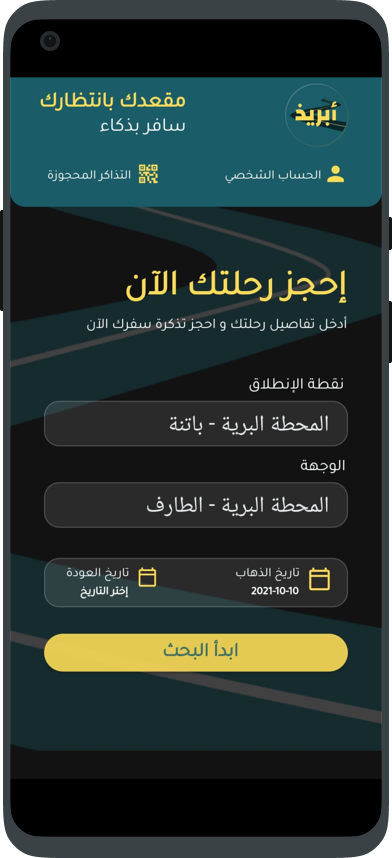 أبريذ
مقعدك بانتظارك
سافر بذكاء
الحساب الشخصي
التذاكر المحجوزة
إحجز رحلتك الآن
أدخل تفاصيل رحلتك و احجز تذكرة سفرك الآن
نقطة الإنطلاق
المحطة البرية - باتنة
الوجهة
المحطة البرية - الطارف
تاريخ الذهاب
2021-10-10
تاريخ العودة
إختر التاريخ
ابدأ البحث